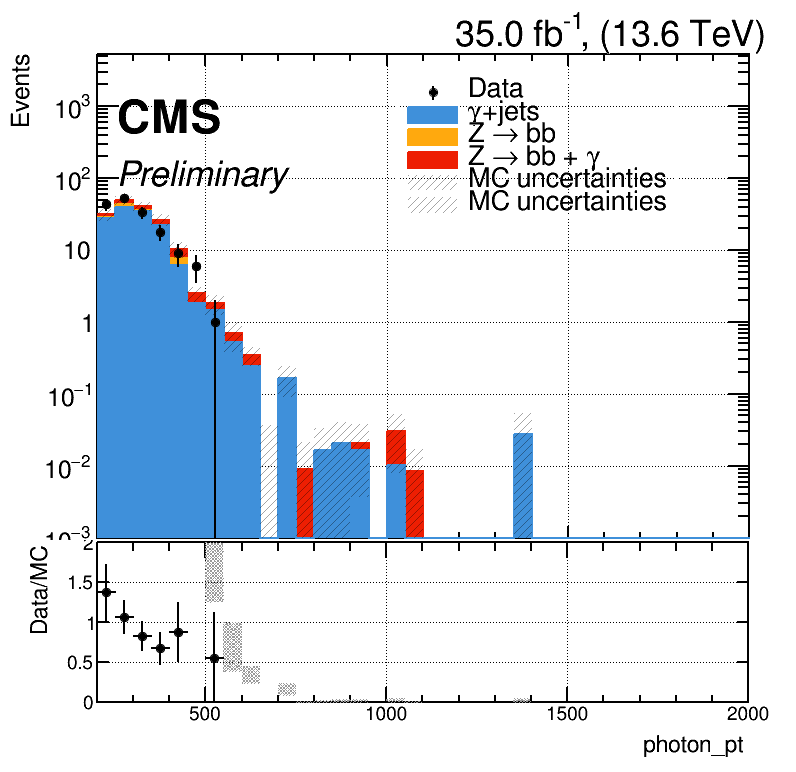 35.0 fb⁻¹, (13.6 TeV)
Events
CMS
Preliminary
Data
γ+jets
Z → bb
Z → bb + γ
MC uncertainties
MC uncertainties
10³
10²
10
1
10⁻¹
10⁻²
10⁻³
Data/MC
2
1.5
1
0.5
0
500 1000 1500 2000
photon_pt